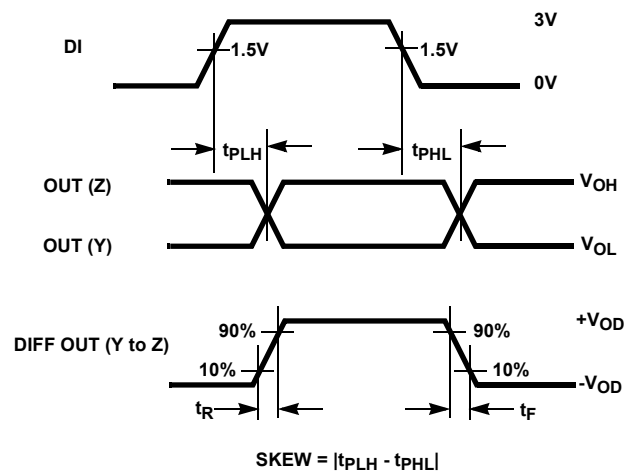 3V
DI
1.5V
1.5V
0V
tPLH
tPHL
OUT (Z)
VOH
OUT (Y)
VOL
+VOD
90%
90%
DIFF OUT (Y to Z)
10%
10%
-VOD
tR
tF
SKEW = |tPLH - tPHL|